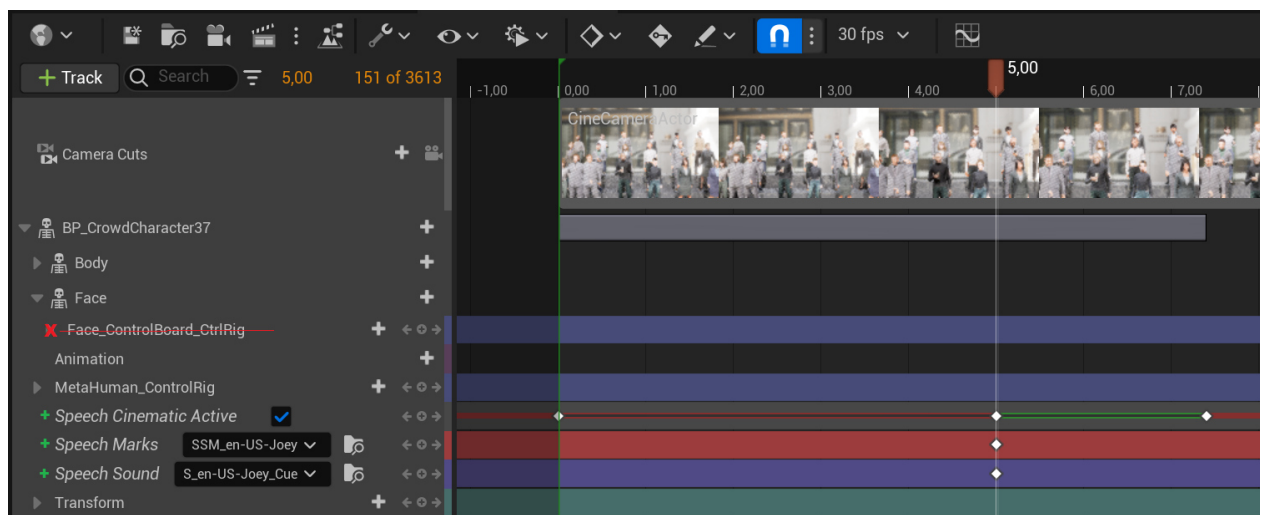 30 fps
+ Track Search 5,00 151 of 3613
5,00
-1,00 0,00 1,00 2,00 3,00 4,00 6,00 7,00
CineCameraActor
Camera Cuts
BP_CrowdCharacter37
Body
Face
X Face_ControlBoard_CtrlRig
Animation
MetaHuman_ControlRig
Speech Cinematic Active
Speech Marks SSM_en-US-Joey
Speech Sound S_en-US-Joey_Cue
Transform